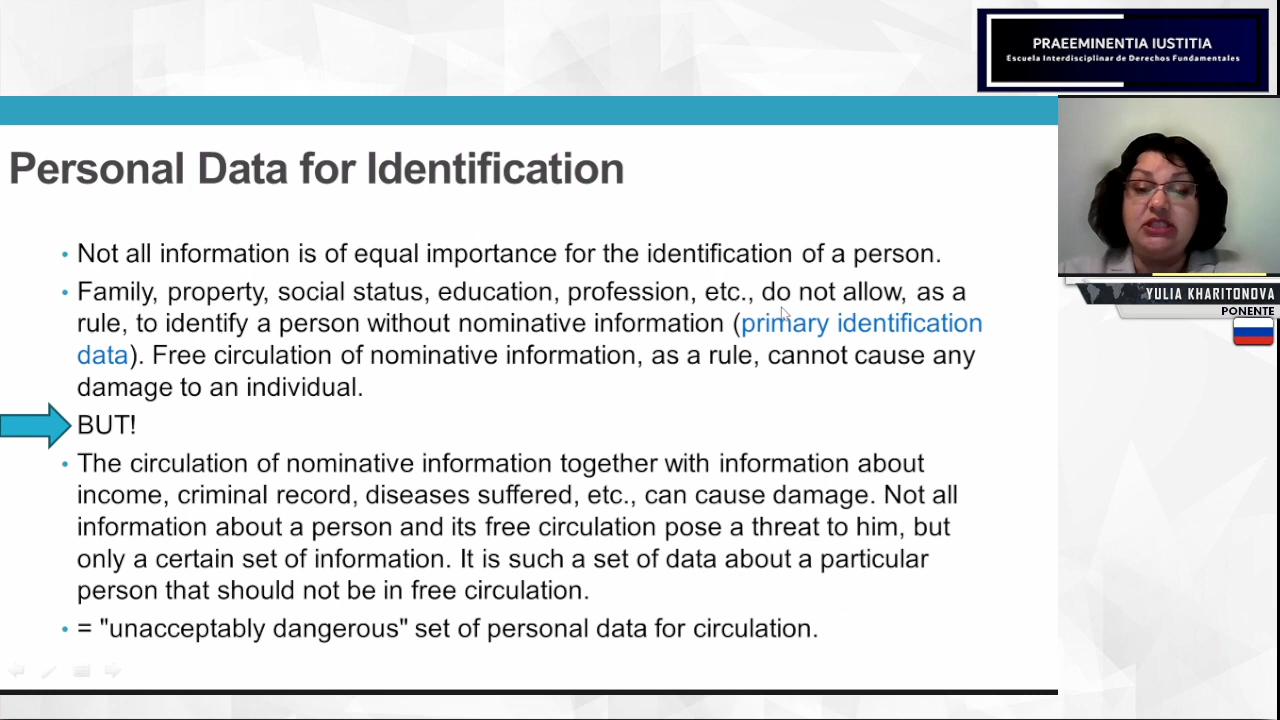 PRAEEMINENTIA IUSTITIA
Escuela Interdisciplinar de Derechos Fundamentales
Personal Data for Identification
• Not all information is of equal importance for the identification of a person.
• Family, property, social status, education, profession, etc., do not allow, as a
rule, to identify a person without nominative information (primary identification
data). Free circulation of nominative information, as a rule, cannot cause any
damage to an individual.
BUT!
• The circulation of nominative information together with information about
income, criminal record, diseases suffered, etc., can cause damage. Not all
information about a person and its free circulation pose a threat to him, but
only a certain set of information. It is such a set of data about a particular
person that should not be in free circulation.
• = "unacceptably dangerous" set of personal data for circulation.
YULIA KHARITONOVA
PONENTE